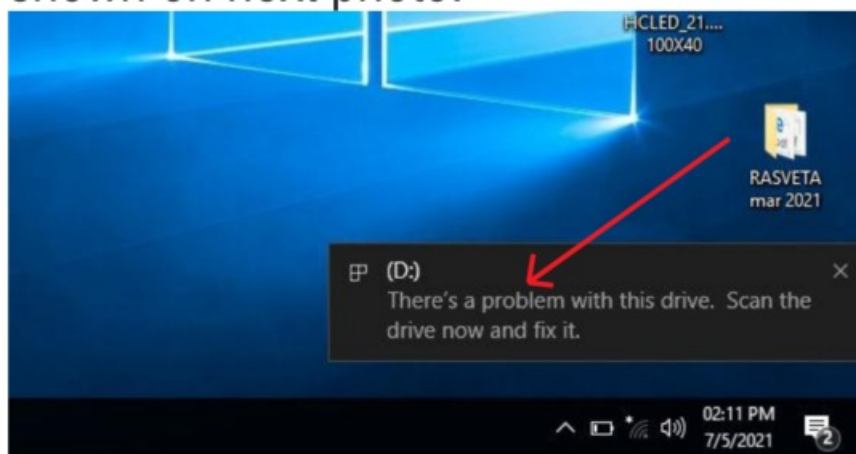 HCLED_21....
100X40
RASVETA
mar 2021
(D:)
There's a problem with this drive. Scan the
drive now and fix it.
02:11 PM
7/5/2021
2